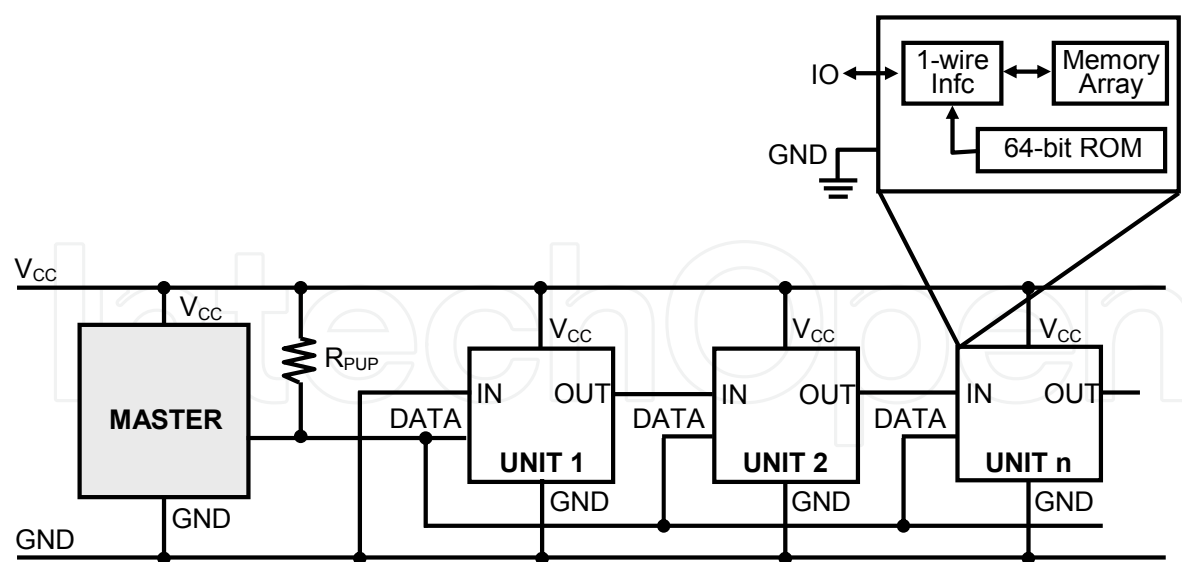 IO
1-wire
Infc
Memory
Array
64-bit ROM
GND
IntechOpen
VCC
VCC
RPUP
MASTER
GND
GND
DATA
VCC
IN
OUT
UNIT 1
GND
DATA
VCC
IN
OUT
UNIT 2
GND
DATA
VCC
IN
OUT
UNIT n
GND